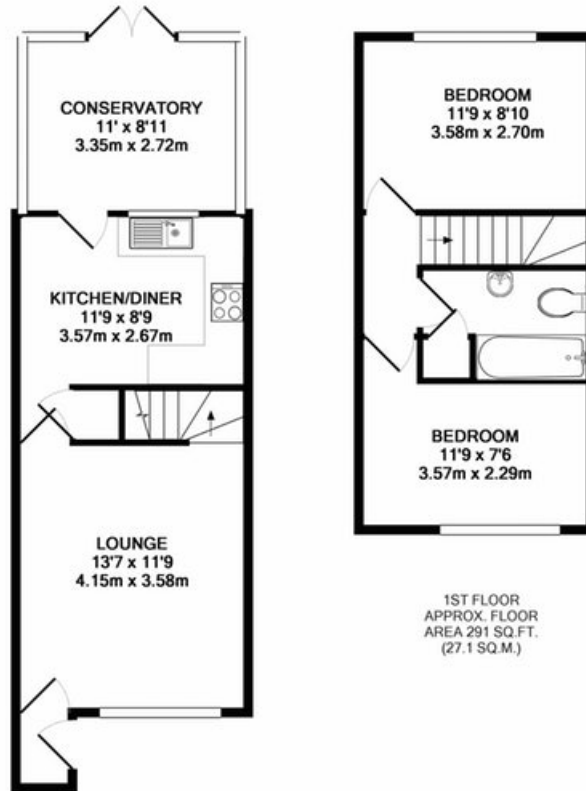 CONSERVATORY
11' x 8'11
3.35m x 2.72m
KITCHEN/DINER
11'9 x 8'9
3.57m x 2.67m
LOUNGE
13'7 x 11'9
4.15m x 3.58m
BEDROOM
11'9 x 8'10
3.58m x 2.70m
BEDROOM
11'9 x 7'6
3.57m x 2.29m
1ST FLOOR
APPROX. FLOOR
AREA 291 SQ.FT.
(27.1 SQ.M.)